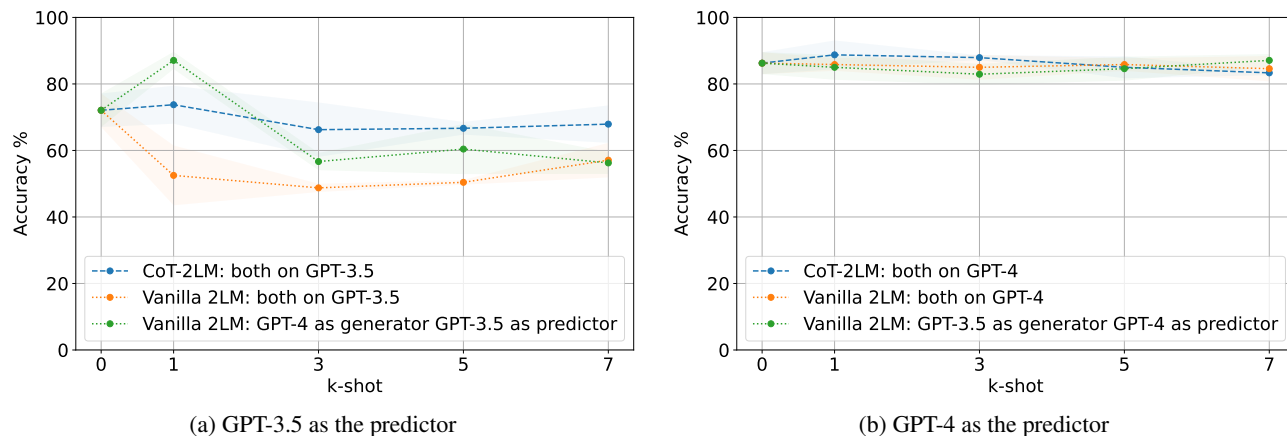 100
80
60
40
20
0
Accuracy %
0 1 3 5 7
k-shot
CoT-2LM: both on GPT-3.5
Vanilla 2LM: both on GPT-3.5
Vanilla 2LM: GPT-4 as generator GPT-3.5 as predictor
(a) GPT-3.5 as the predictor
100
80
60
40
20
0
Accuracy %
0 1 3 5 7
k-shot
CoT-2LM: both on GPT-4
Vanilla 2LM: both on GPT-4
Vanilla 2LM: GPT-3.5 as generator GPT-4 as predictor
(b) GPT-4 as the predictor